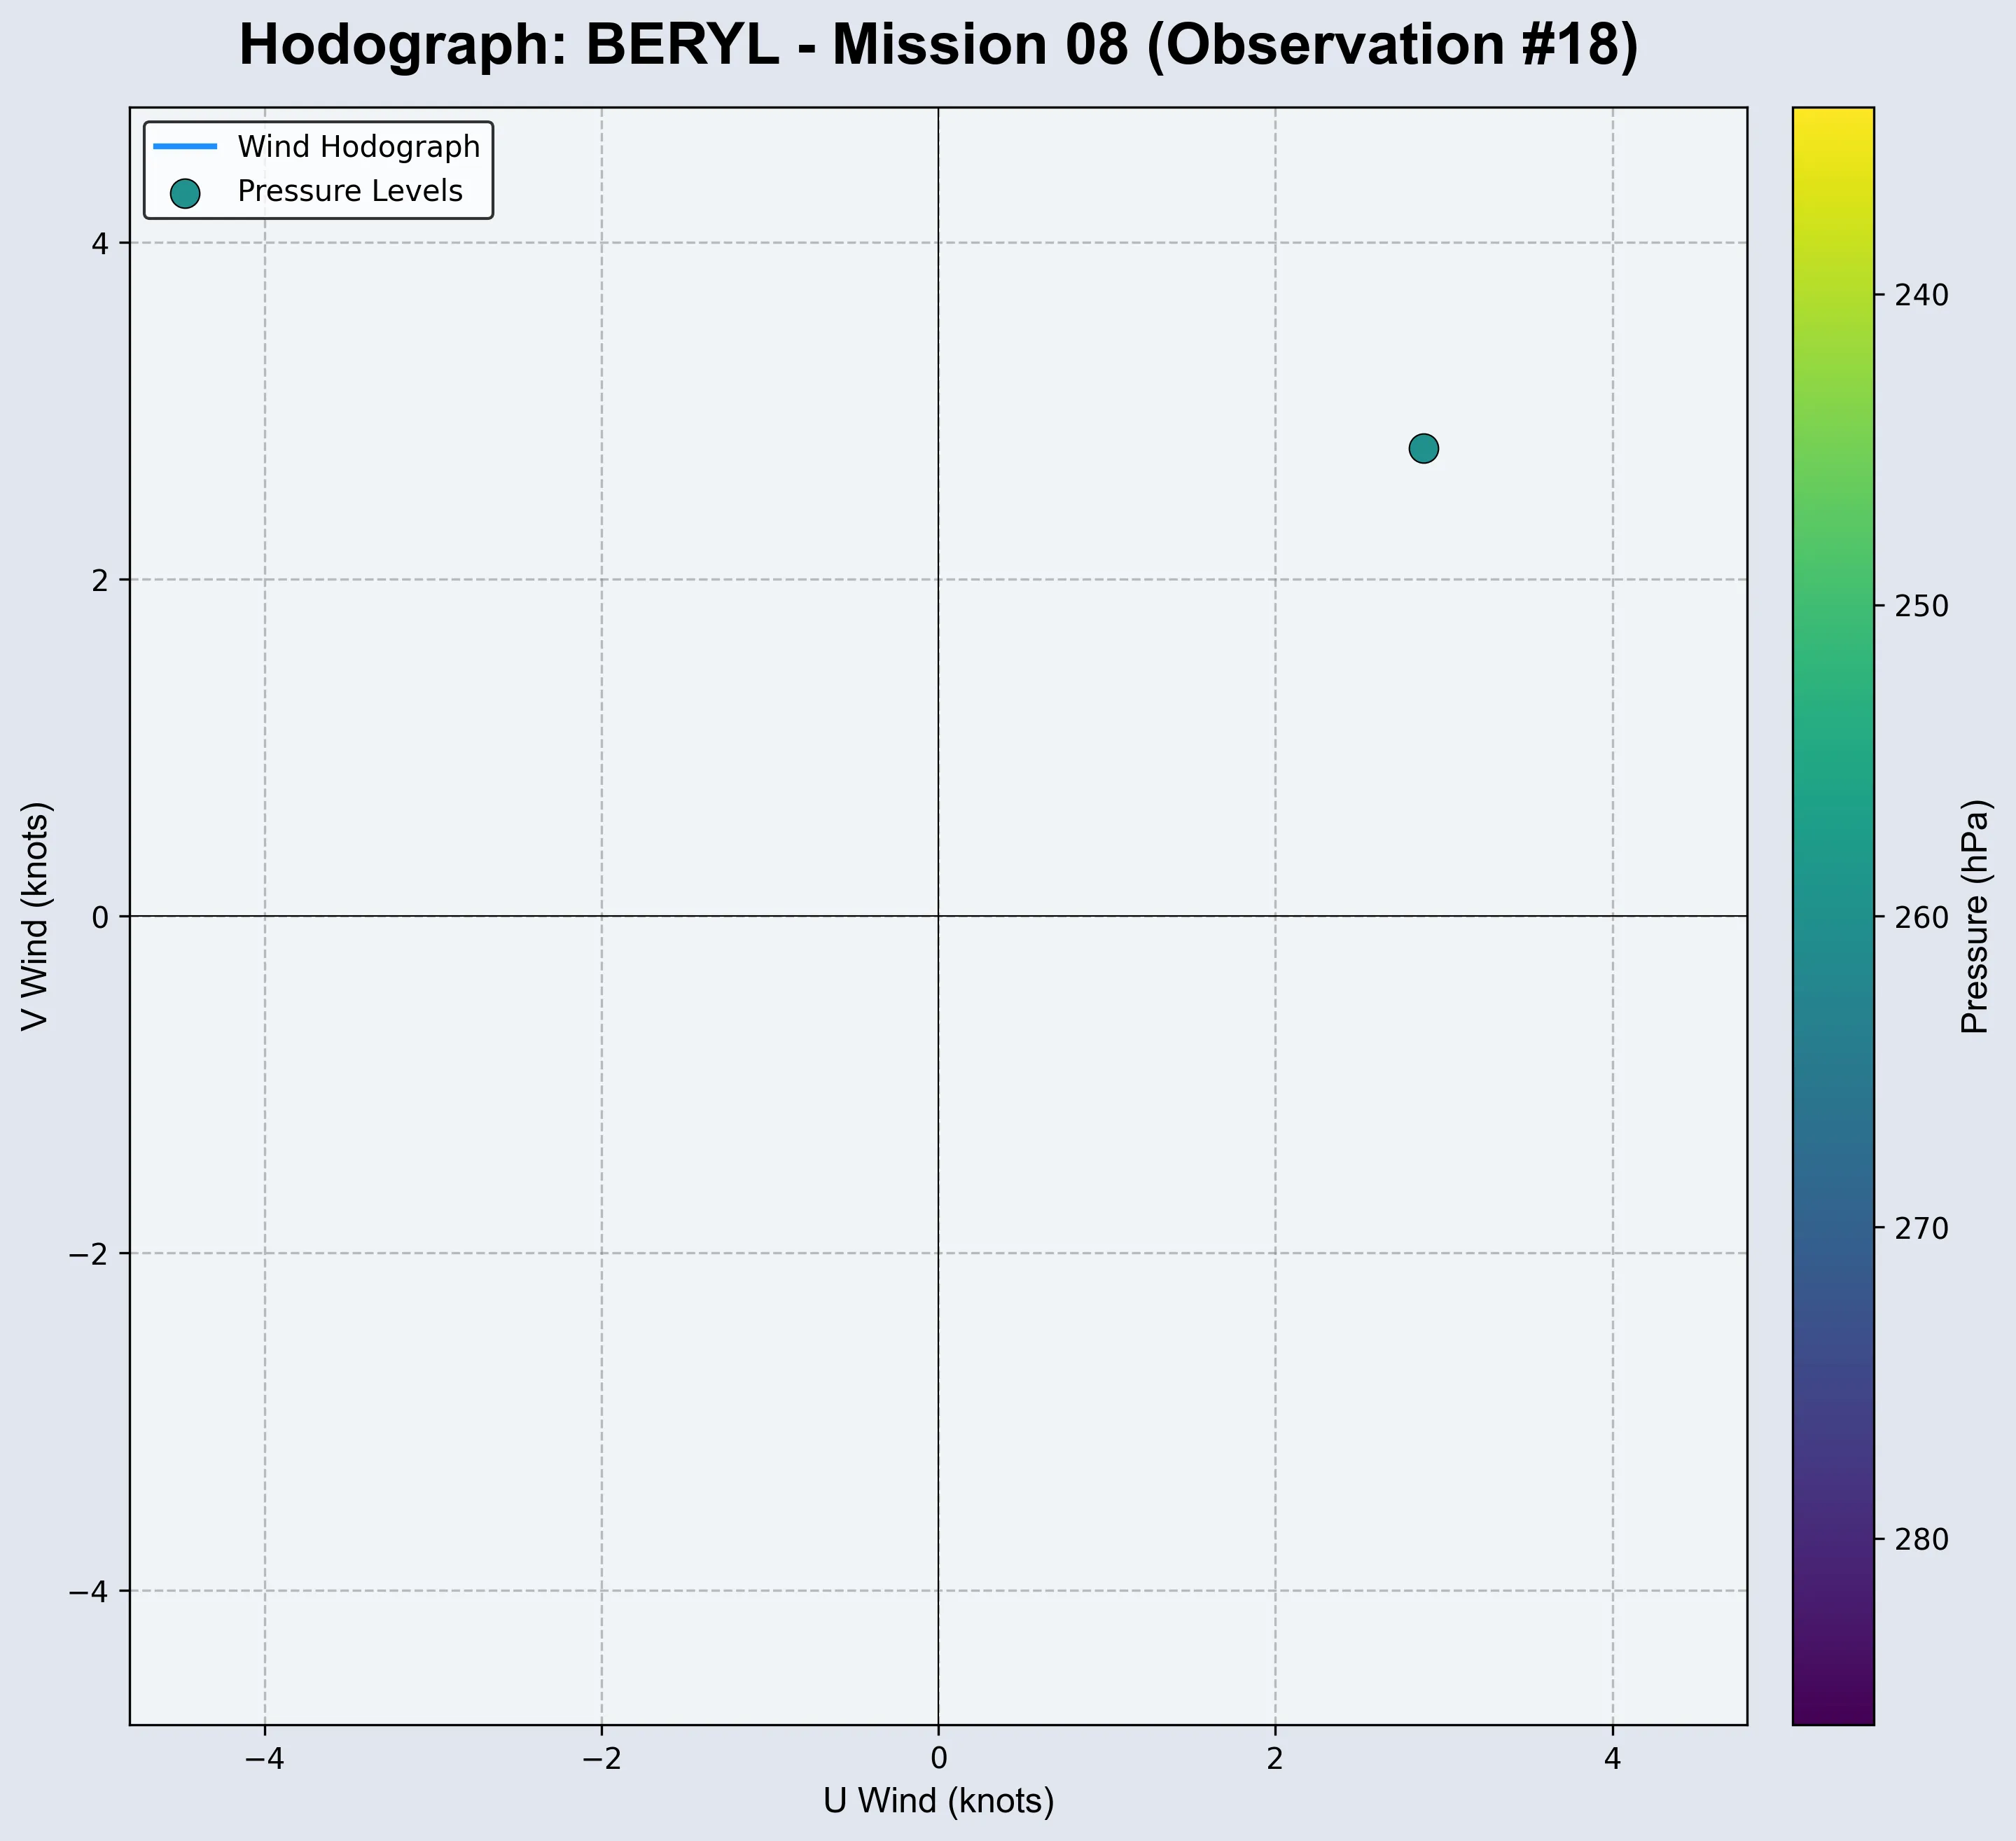 Hodograph: BERYL - Mission 08 (Observation #18)
Wind Hodograph
Pressure Levels
4
2
0
−2
−4
V Wind (knots)
−4
−2
0
2
4
U Wind (knots)
240
250
260
270
280
Pressure (hPa)